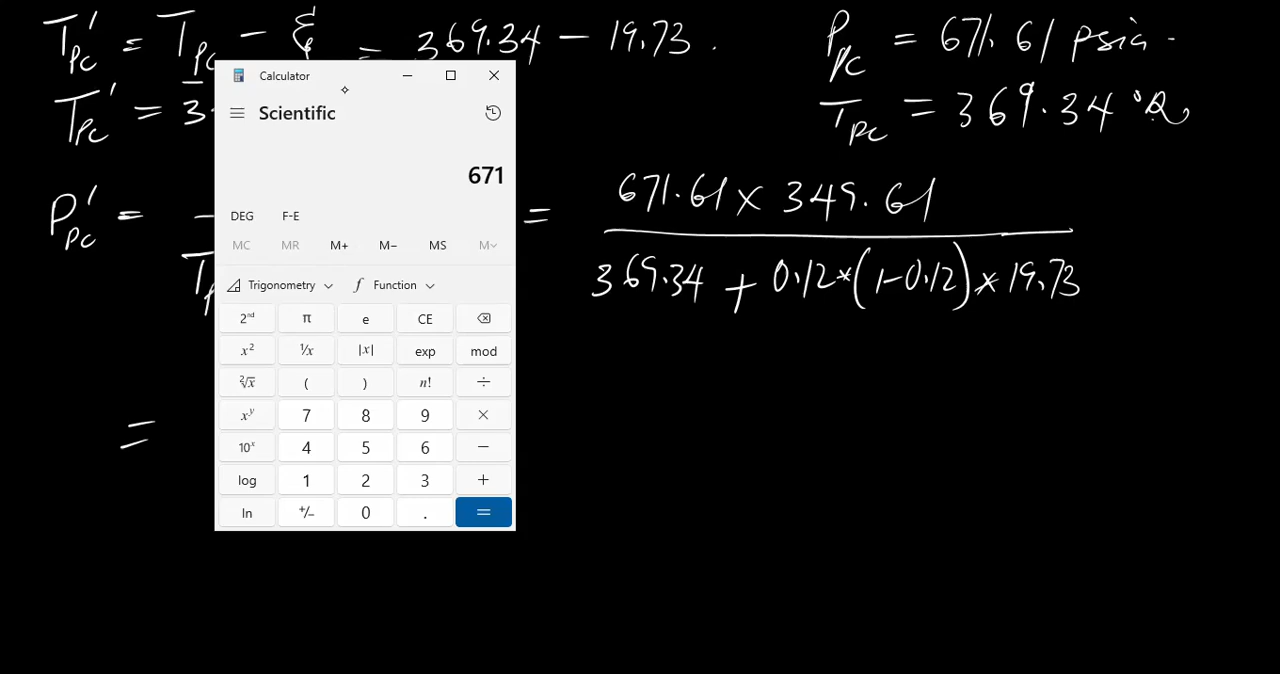 T'pc = Tpc - ξ = 369.34 - 19.73 .
Ppc = 671.61 psia .
T'pc = 3
Tpc = 369.34 °R
P'pc = = 671.61 x 349.61
T 369.34 + 0.12*(1-0.12) x 19.73
=
Calculator
Scientific
671
DEG F-E
MC MR M+ M− MS M˅
Trigonometry f Function
2nd π e CE
x² ¹/x |x| exp mod
²√x ( ) n! ÷
xʸ 7 8 9 ×
10ˣ 4 5 6 −
log 1 2 3 +
ln +/− 0 . =